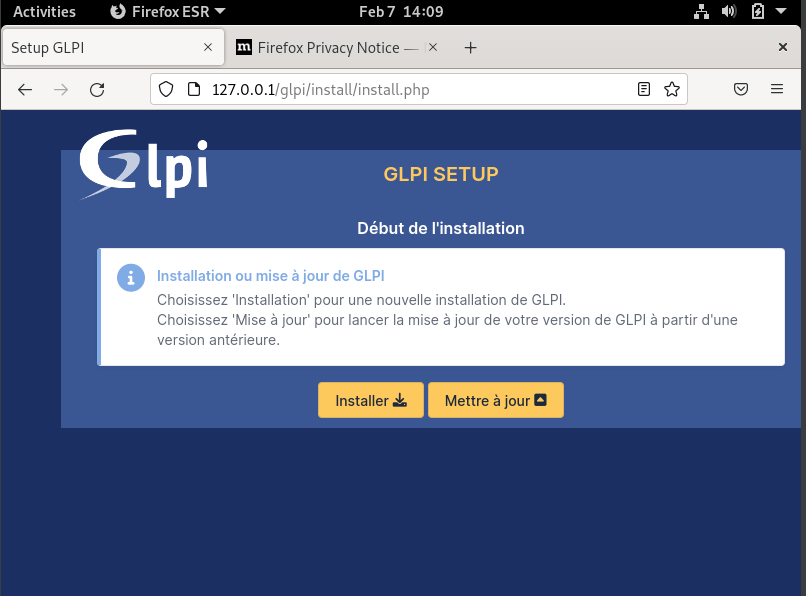 Activities Firefox ESR Feb 7 14:09
Setup GLPI Firefox Privacy Notice —
127.0.0.1/glpi/install/install.php
Glpi
GLPI SETUP
Début de l'installation
Installation ou mise à jour de GLPI
Choisissez 'Installation' pour une nouvelle installation de GLPI.
Choisissez 'Mise à jour' pour lancer la mise à jour de votre version de GLPI à partir d'une
version antérieure.
Installer Mettre à jour